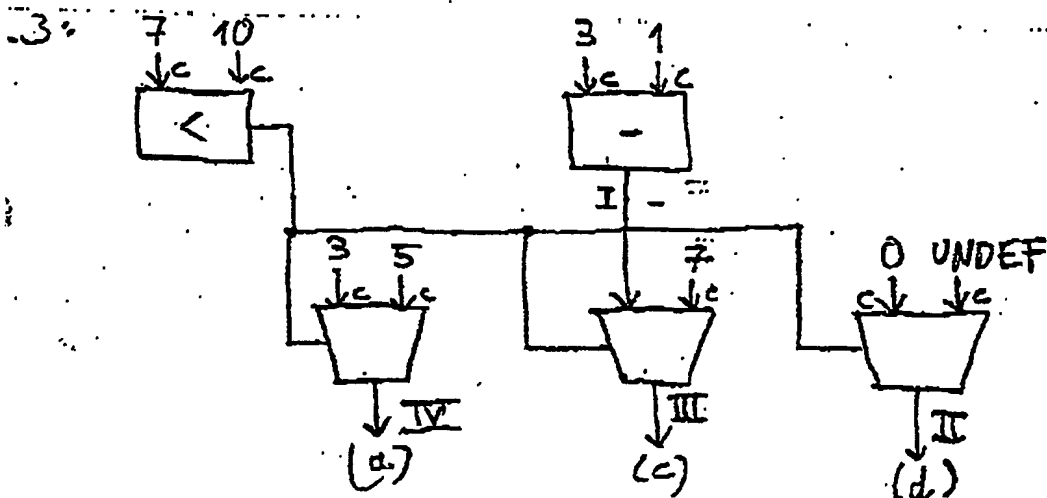 3
7 10 3 1
c c c c
< -
I -
3 5 7 0 UNDEF
c c c c c
IV III II
(a) (c) (d)